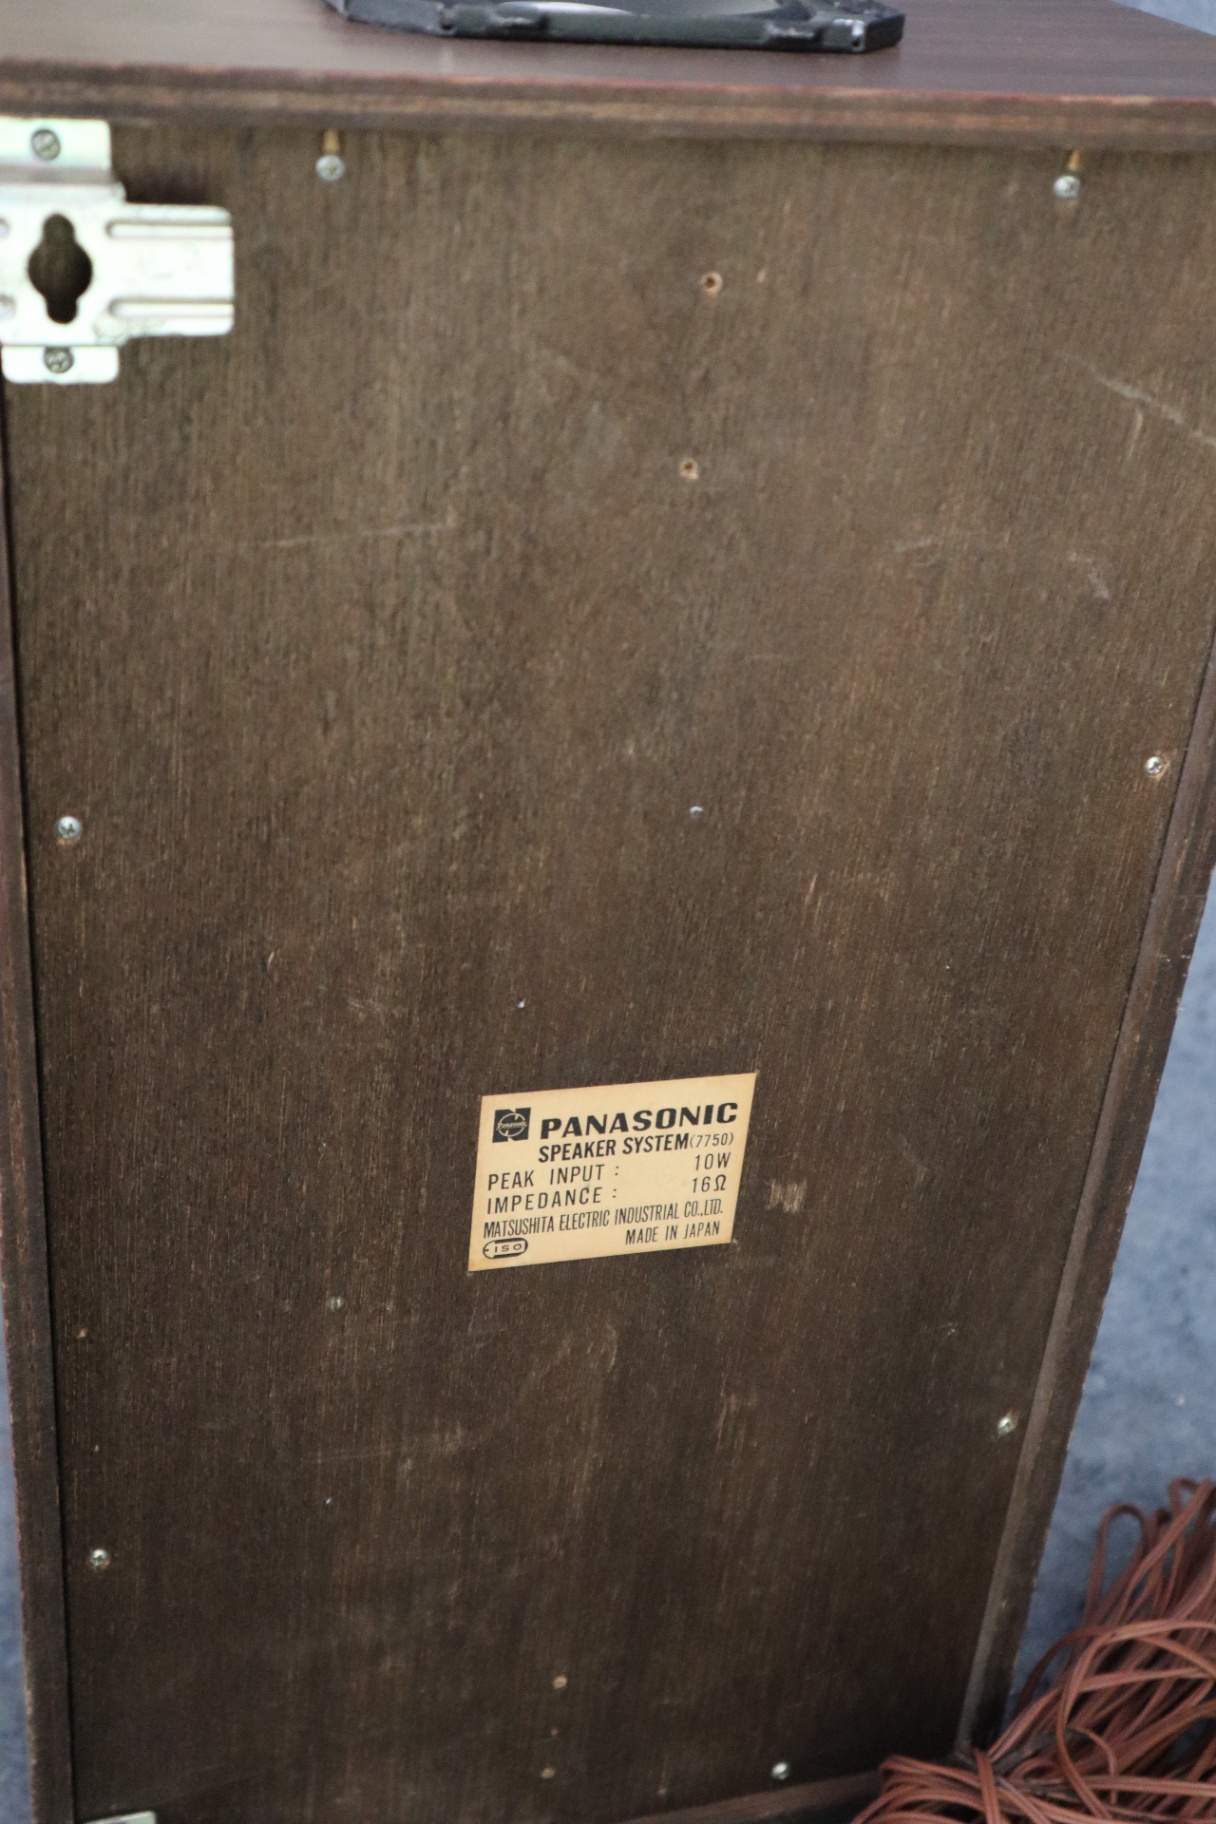 PANASONIC
SPEAKER SYSTEM(7750)
PEAK INPUT : 10W
IMPEDANCE : 16Ω
MATSUSHITA ELECTRIC INDUSTRIAL CO.,LTD.
ISO MADE IN JAPAN